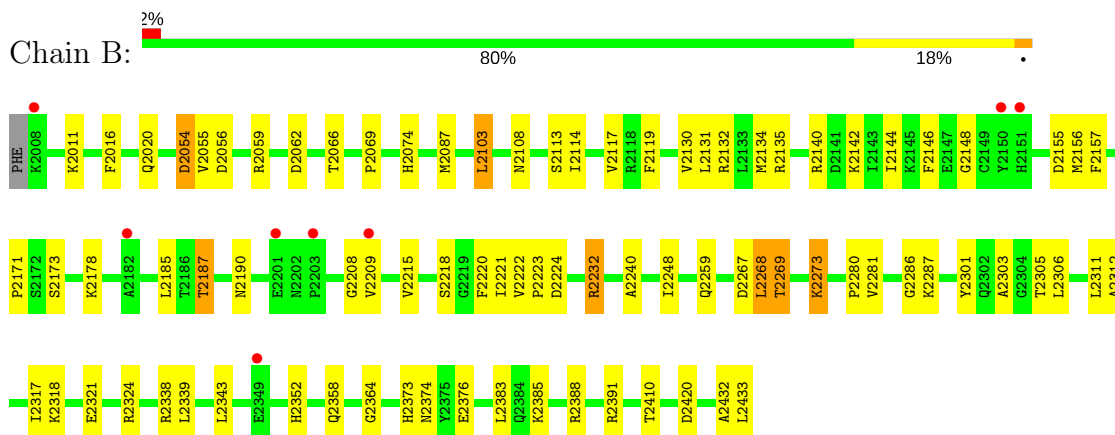 2%
Chain B:
80%
18%
•
PHE K2008 K2011 F2016 Q2020 D2054 V2055 D2056 R2059 D2062 T2066 P2069 H2074 M2087 L2103 N2108 S2113 I2114 V2117 R2118 F2119 V2130 L2131 R2132 L2133 M2134 R2135 R2140 D2141 K2142 I2143 I2144 K2145 F2146 E2147 G2148 C2149 Y2150 H2151 D2155 M2156 F2157
P2171 S2172 S2173 K2178 A2182 L2185 T2186 T2187 N2190 E2201 N2202 P2203 G2208 V2209 V2215 S2218 G2219 F2220 I2221 V2222 P2223 D2224 R2232 A2240 I2248 Q2259 D2267 L2268 T2269 K2273 P2280 V2281 G2286 K2287 Y2301 Q2302 A2303 G2304 T2305 L2306 L2311 A2312
I2317 K2318 E2321 R2324 R2338 L2339 L2343 E2349 H2352 Q2358 G2364 H2373 N2374 Y2375 E2376 L2383 Q2384 K2385 R2388 R2391 T2410 D2420 A2432 L2433